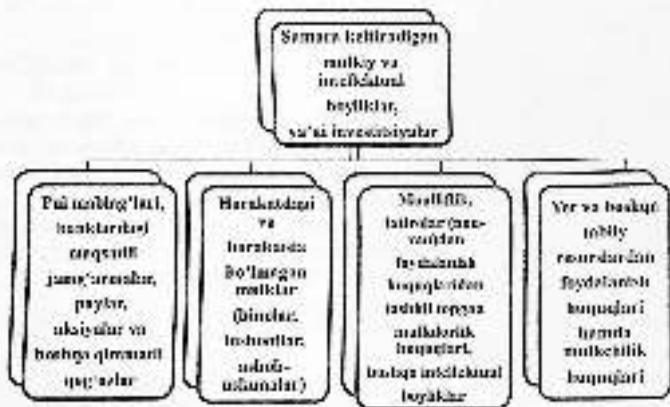 Samara keltiradigan
mulkiy va
intellektual
boyliklar,
ya'ni investitsiyalar
Pul mablag'lari,
banklardagi
maqsadli
jamg'armalar,
paylar,
aksiyalar va
boshqa qimmatli
qog'ozlar
Harakatdagi
va
harakatda
bo'lmagan
mulklar
(binolar,
inshootlar,
asbob-
uskunalar)
Mualliflik,
foydalanish
huquqlaridan
tashkil topgan
mulkdorlik
huquqlari,
boshqa intellektual
boyliklar
Yer va boshqa
tabiiy
resurslardan
foydalanish
huquqlari
hamda
mulkchilik
huquqlari